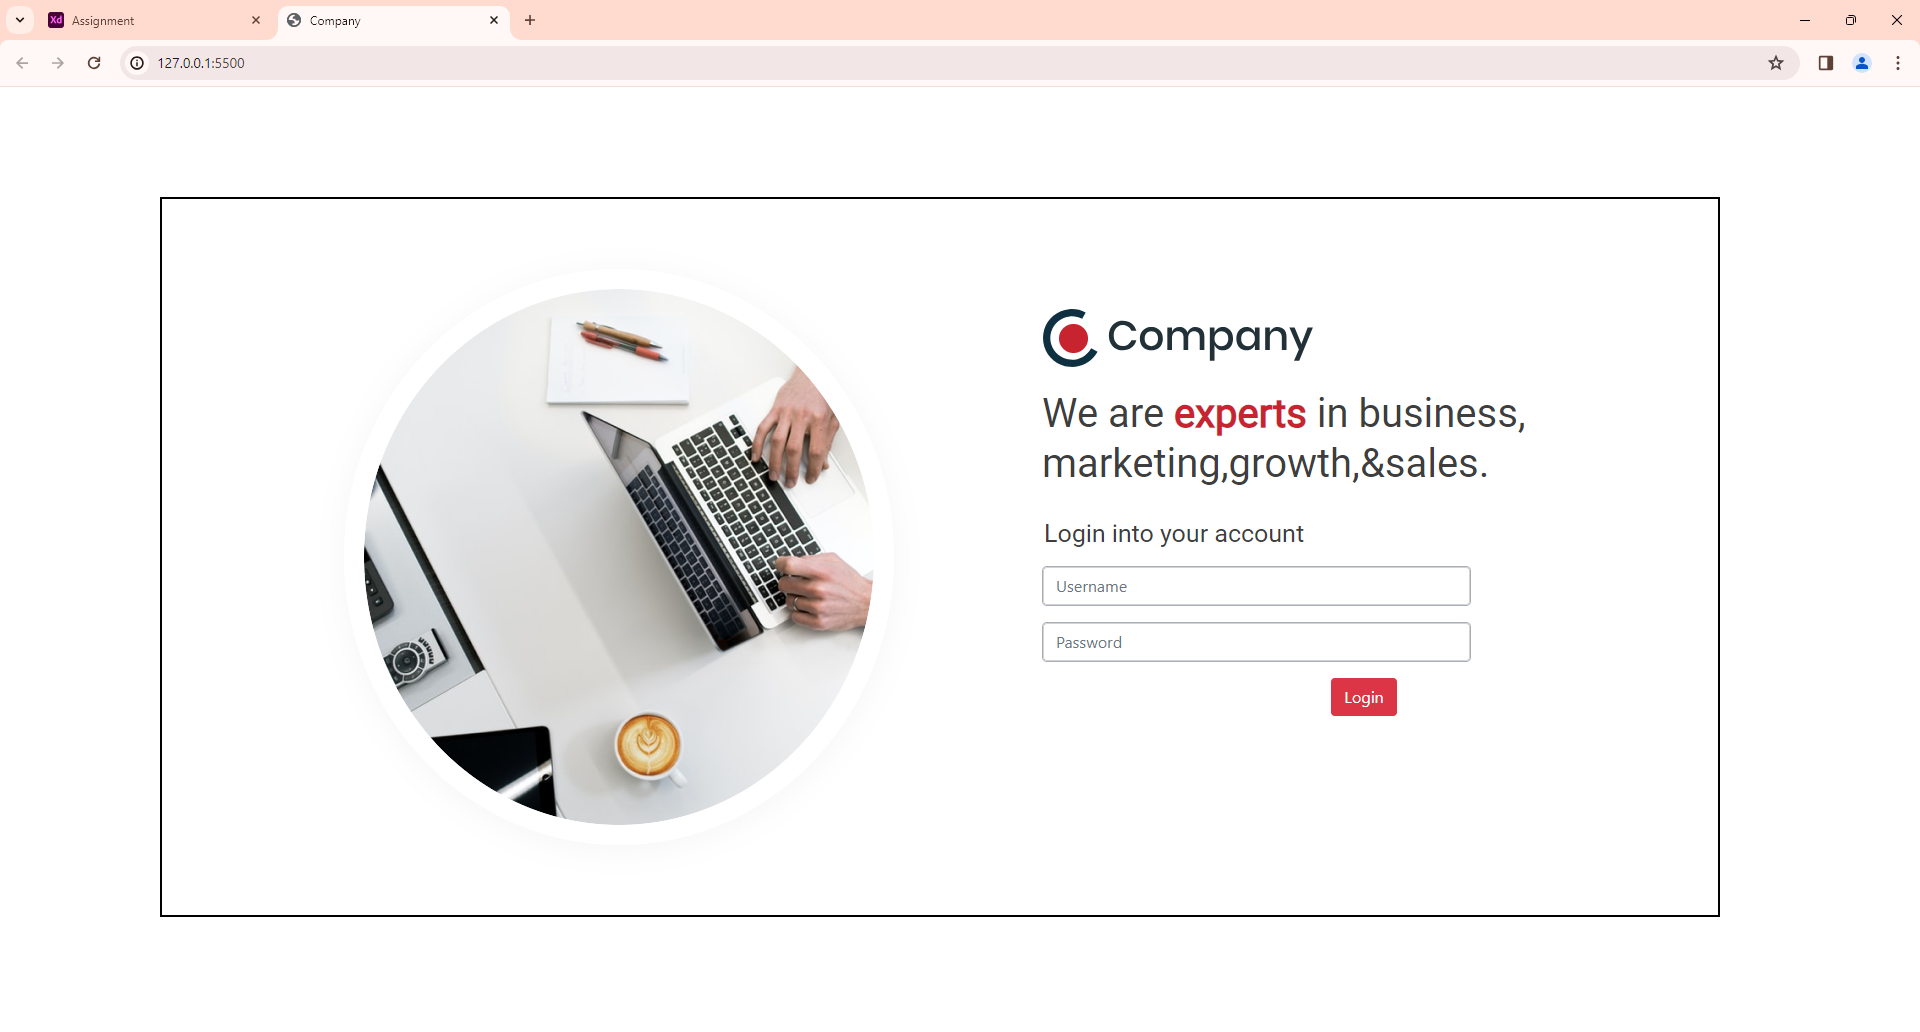 Xd Assignment
Company
127.0.0.1:5500
Company
We are experts in business,
marketing,growth,&sales.
Login into your account
Username
Password
Login